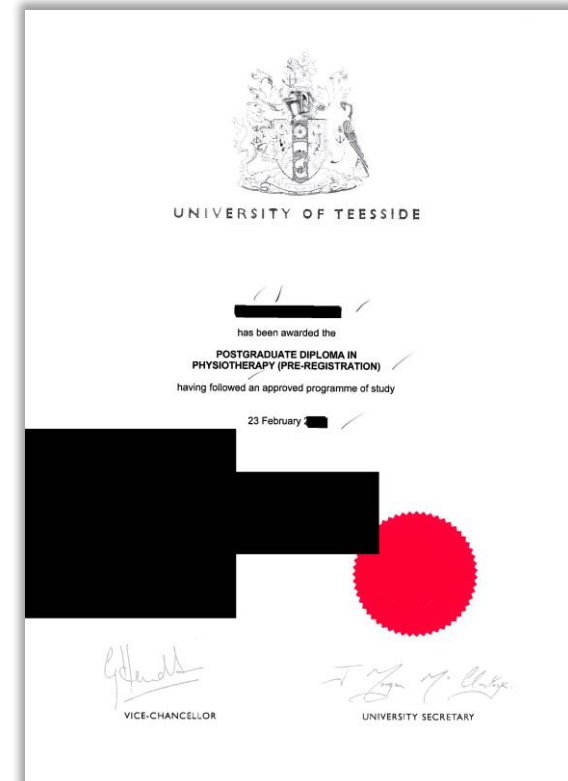 UNIVERSITY OF TEESSIDE
has been awarded the
POSTGRADUATE DIPLOMA IN
PHYSIOTHERAPY (PRE-REGISTRATION)
having followed an approved programme of study
23 February
VICE-CHANCELLOR
UNIVERSITY SECRETARY